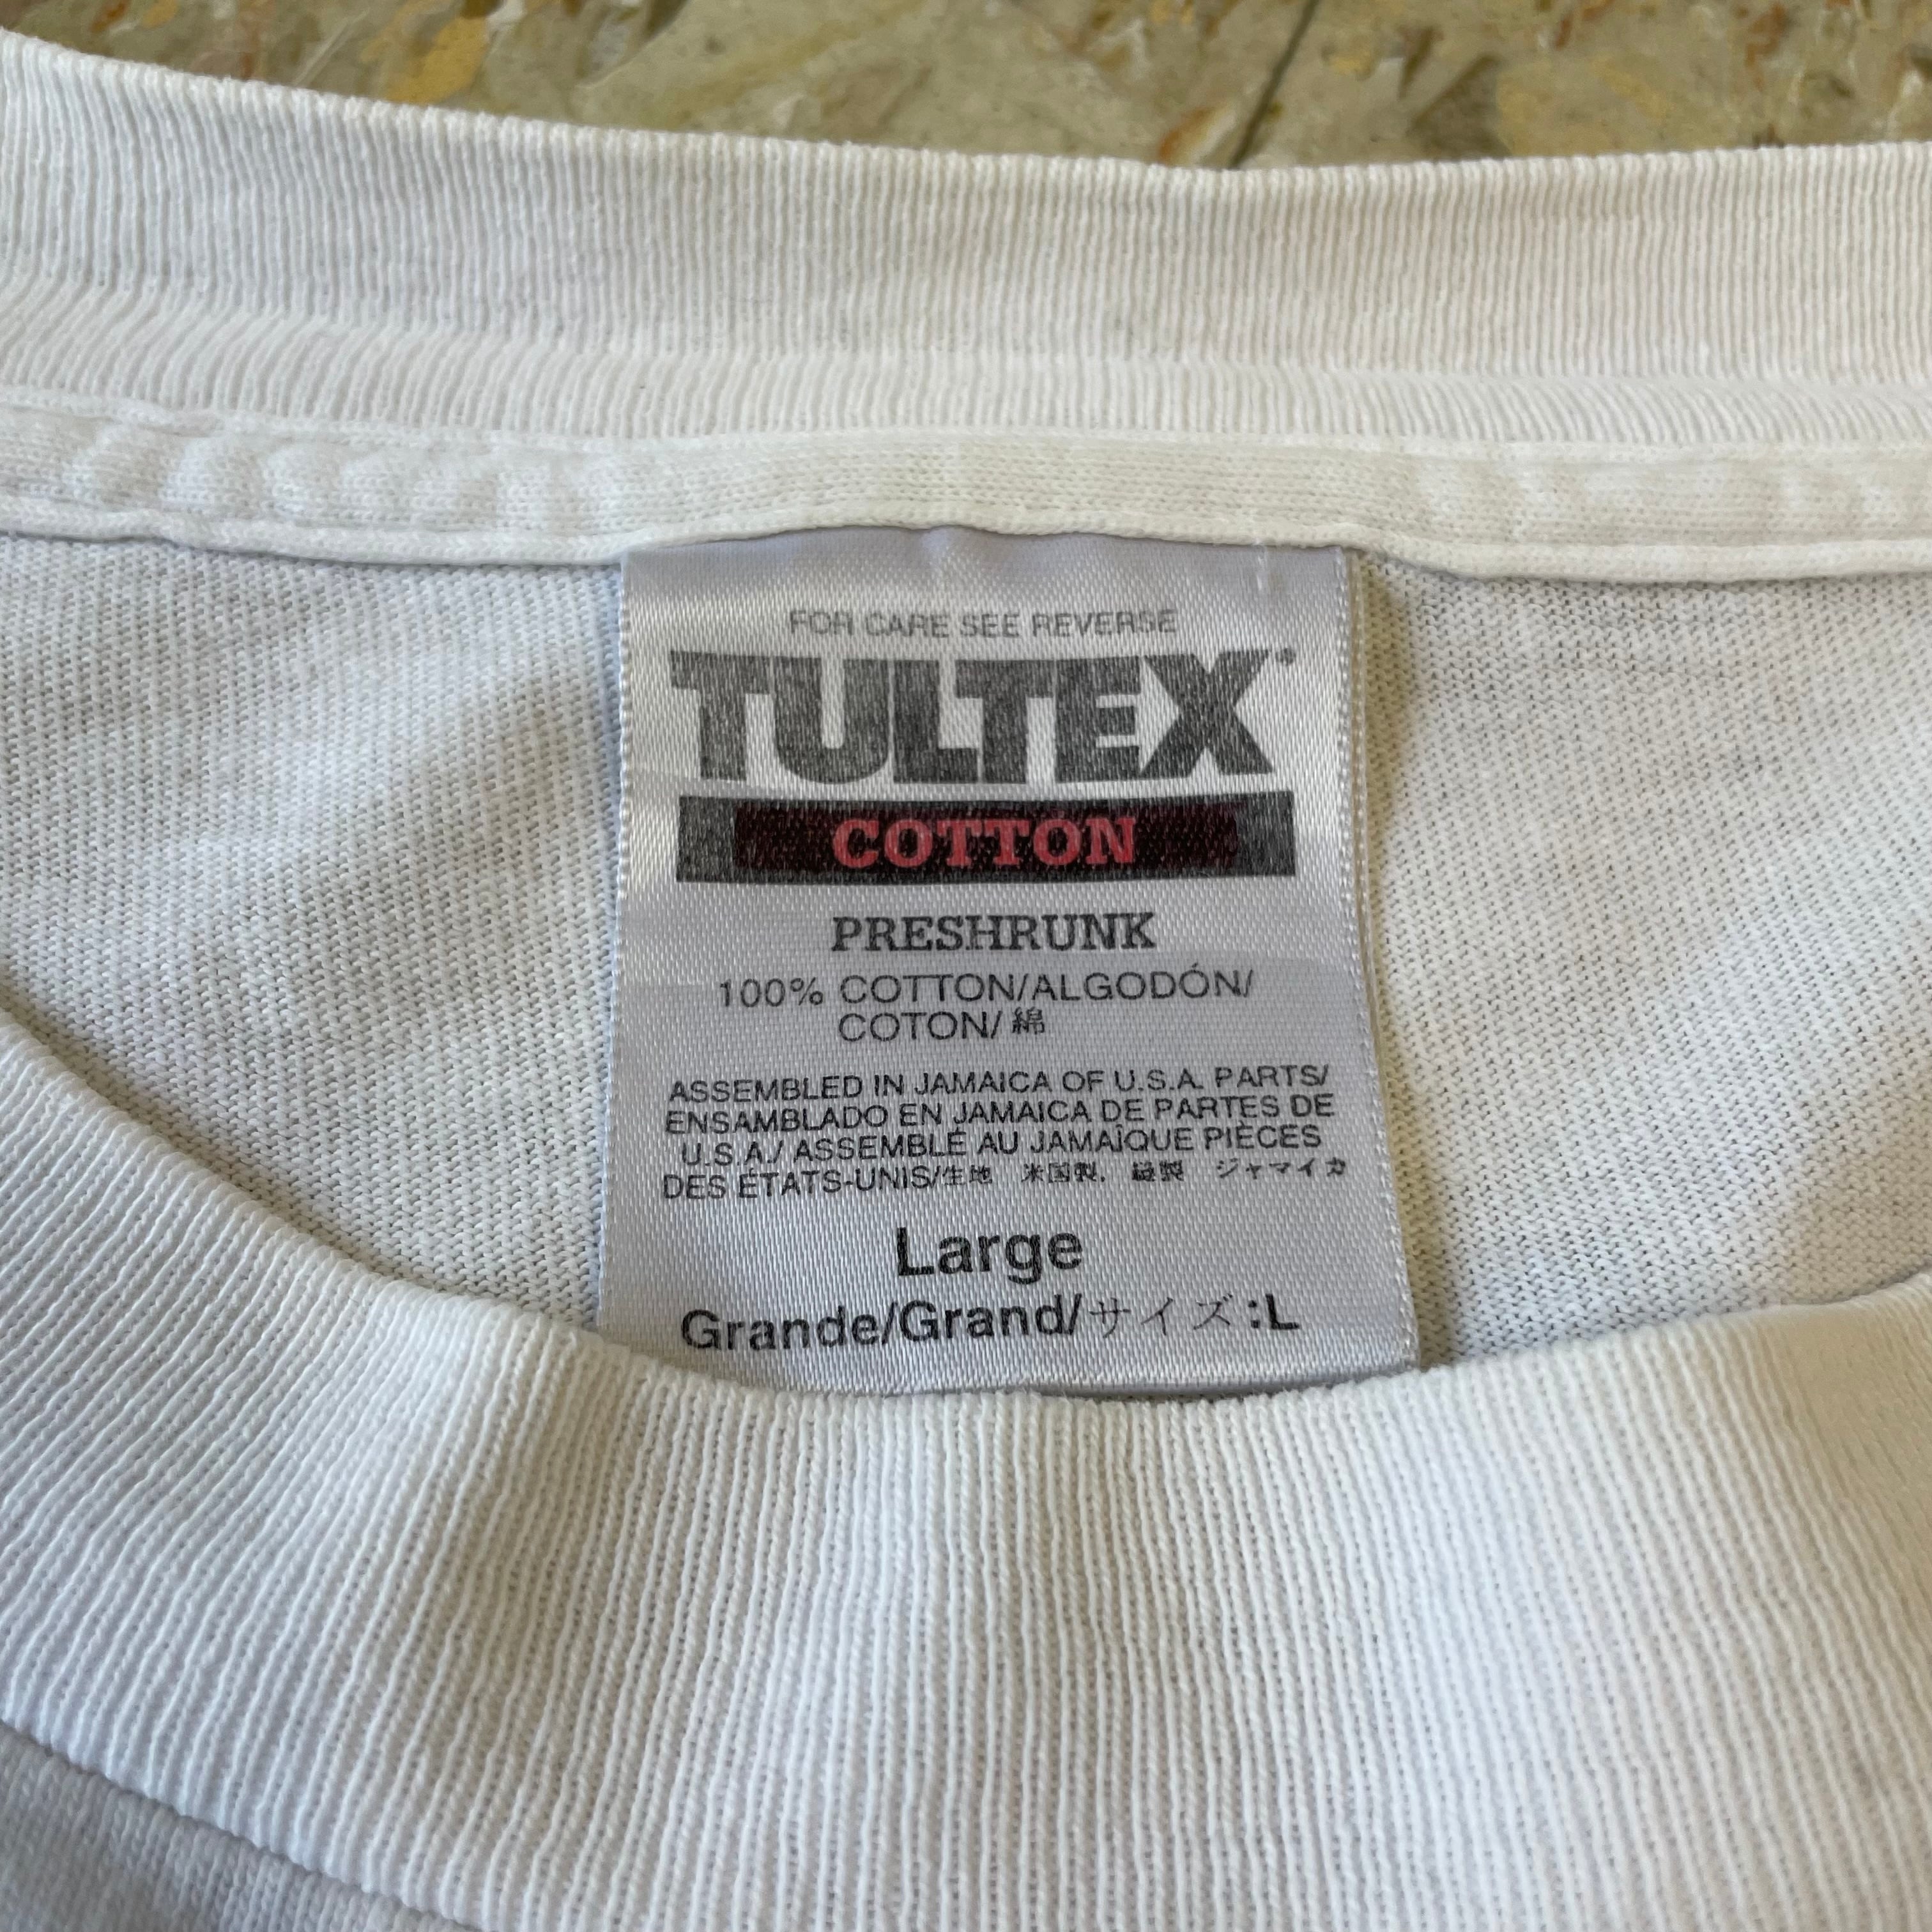 FOR CARE SEE REVERSE
TULTEX®
COTTON
PRESHRUNK
100% COTTON/ALGODÓN/
COTON/ 綿
ASSEMBLED IN JAMAICA OF U.S.A. PARTS/
ENSAMBLADO EN JAMAICA DE PARTES DE
U.S.A./ ASSEMBLÉ AU JAMAÏQUE PIÈCES
DES ÉTATS-UNIS/生地 米国製. 縫製 ジャマイカ
Large
Grande/Grand/サイズ:L